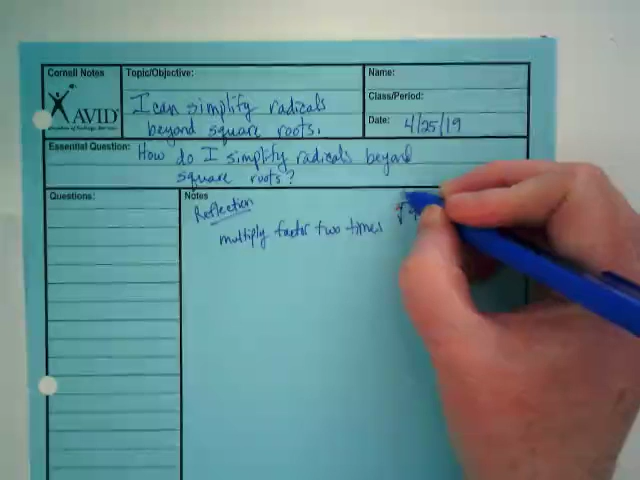 Cornell Notes
Topic/Objective:
Name:
I can simplify radicals
beyond square roots.
Class/Period:
AVID
Date: 4/25/19
Essential Question: How do I simplify radicals beyond
square roots?
Questions:
Notes
Reflection
multiply factor two times